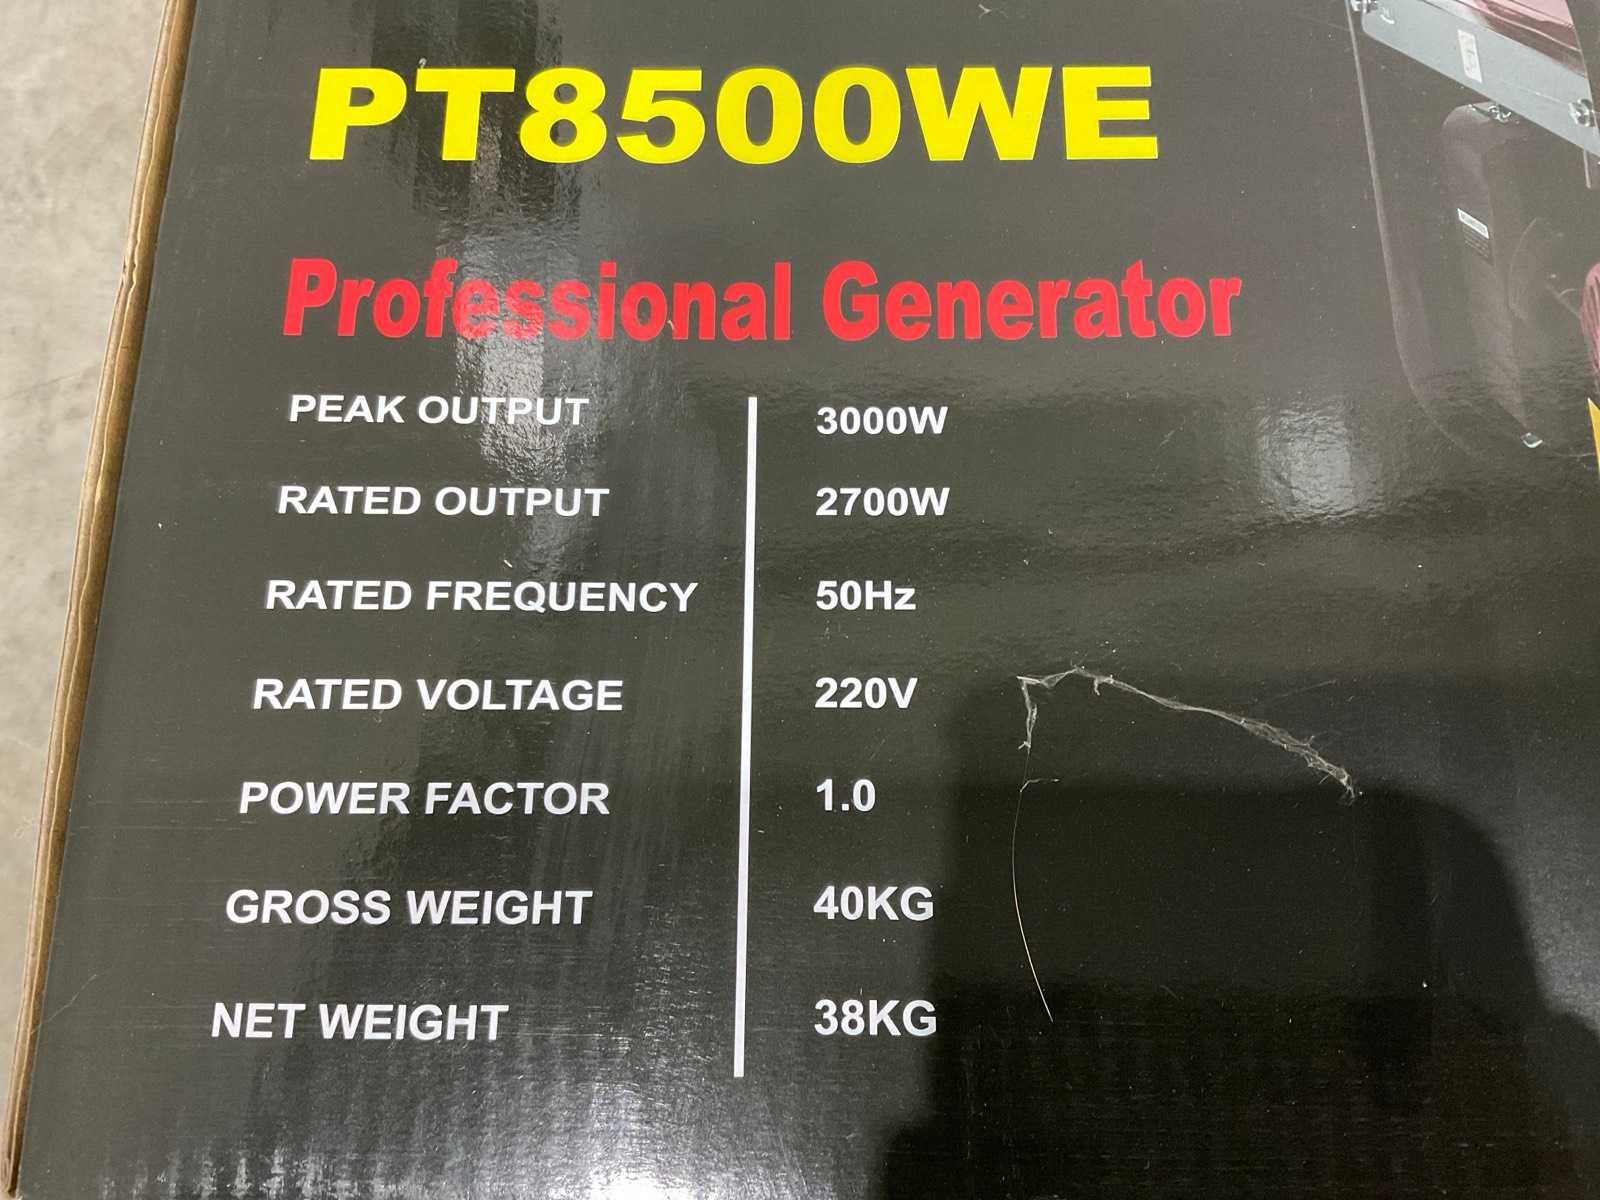 PT8500WE
Professional Generator
PEAK OUTPUT 3000W
RATED OUTPUT 2700W
RATED FREQUENCY 50Hz
RATED VOLTAGE 220V
POWER FACTOR 1.0
GROSS WEIGHT 40KG
NET WEIGHT 38KG